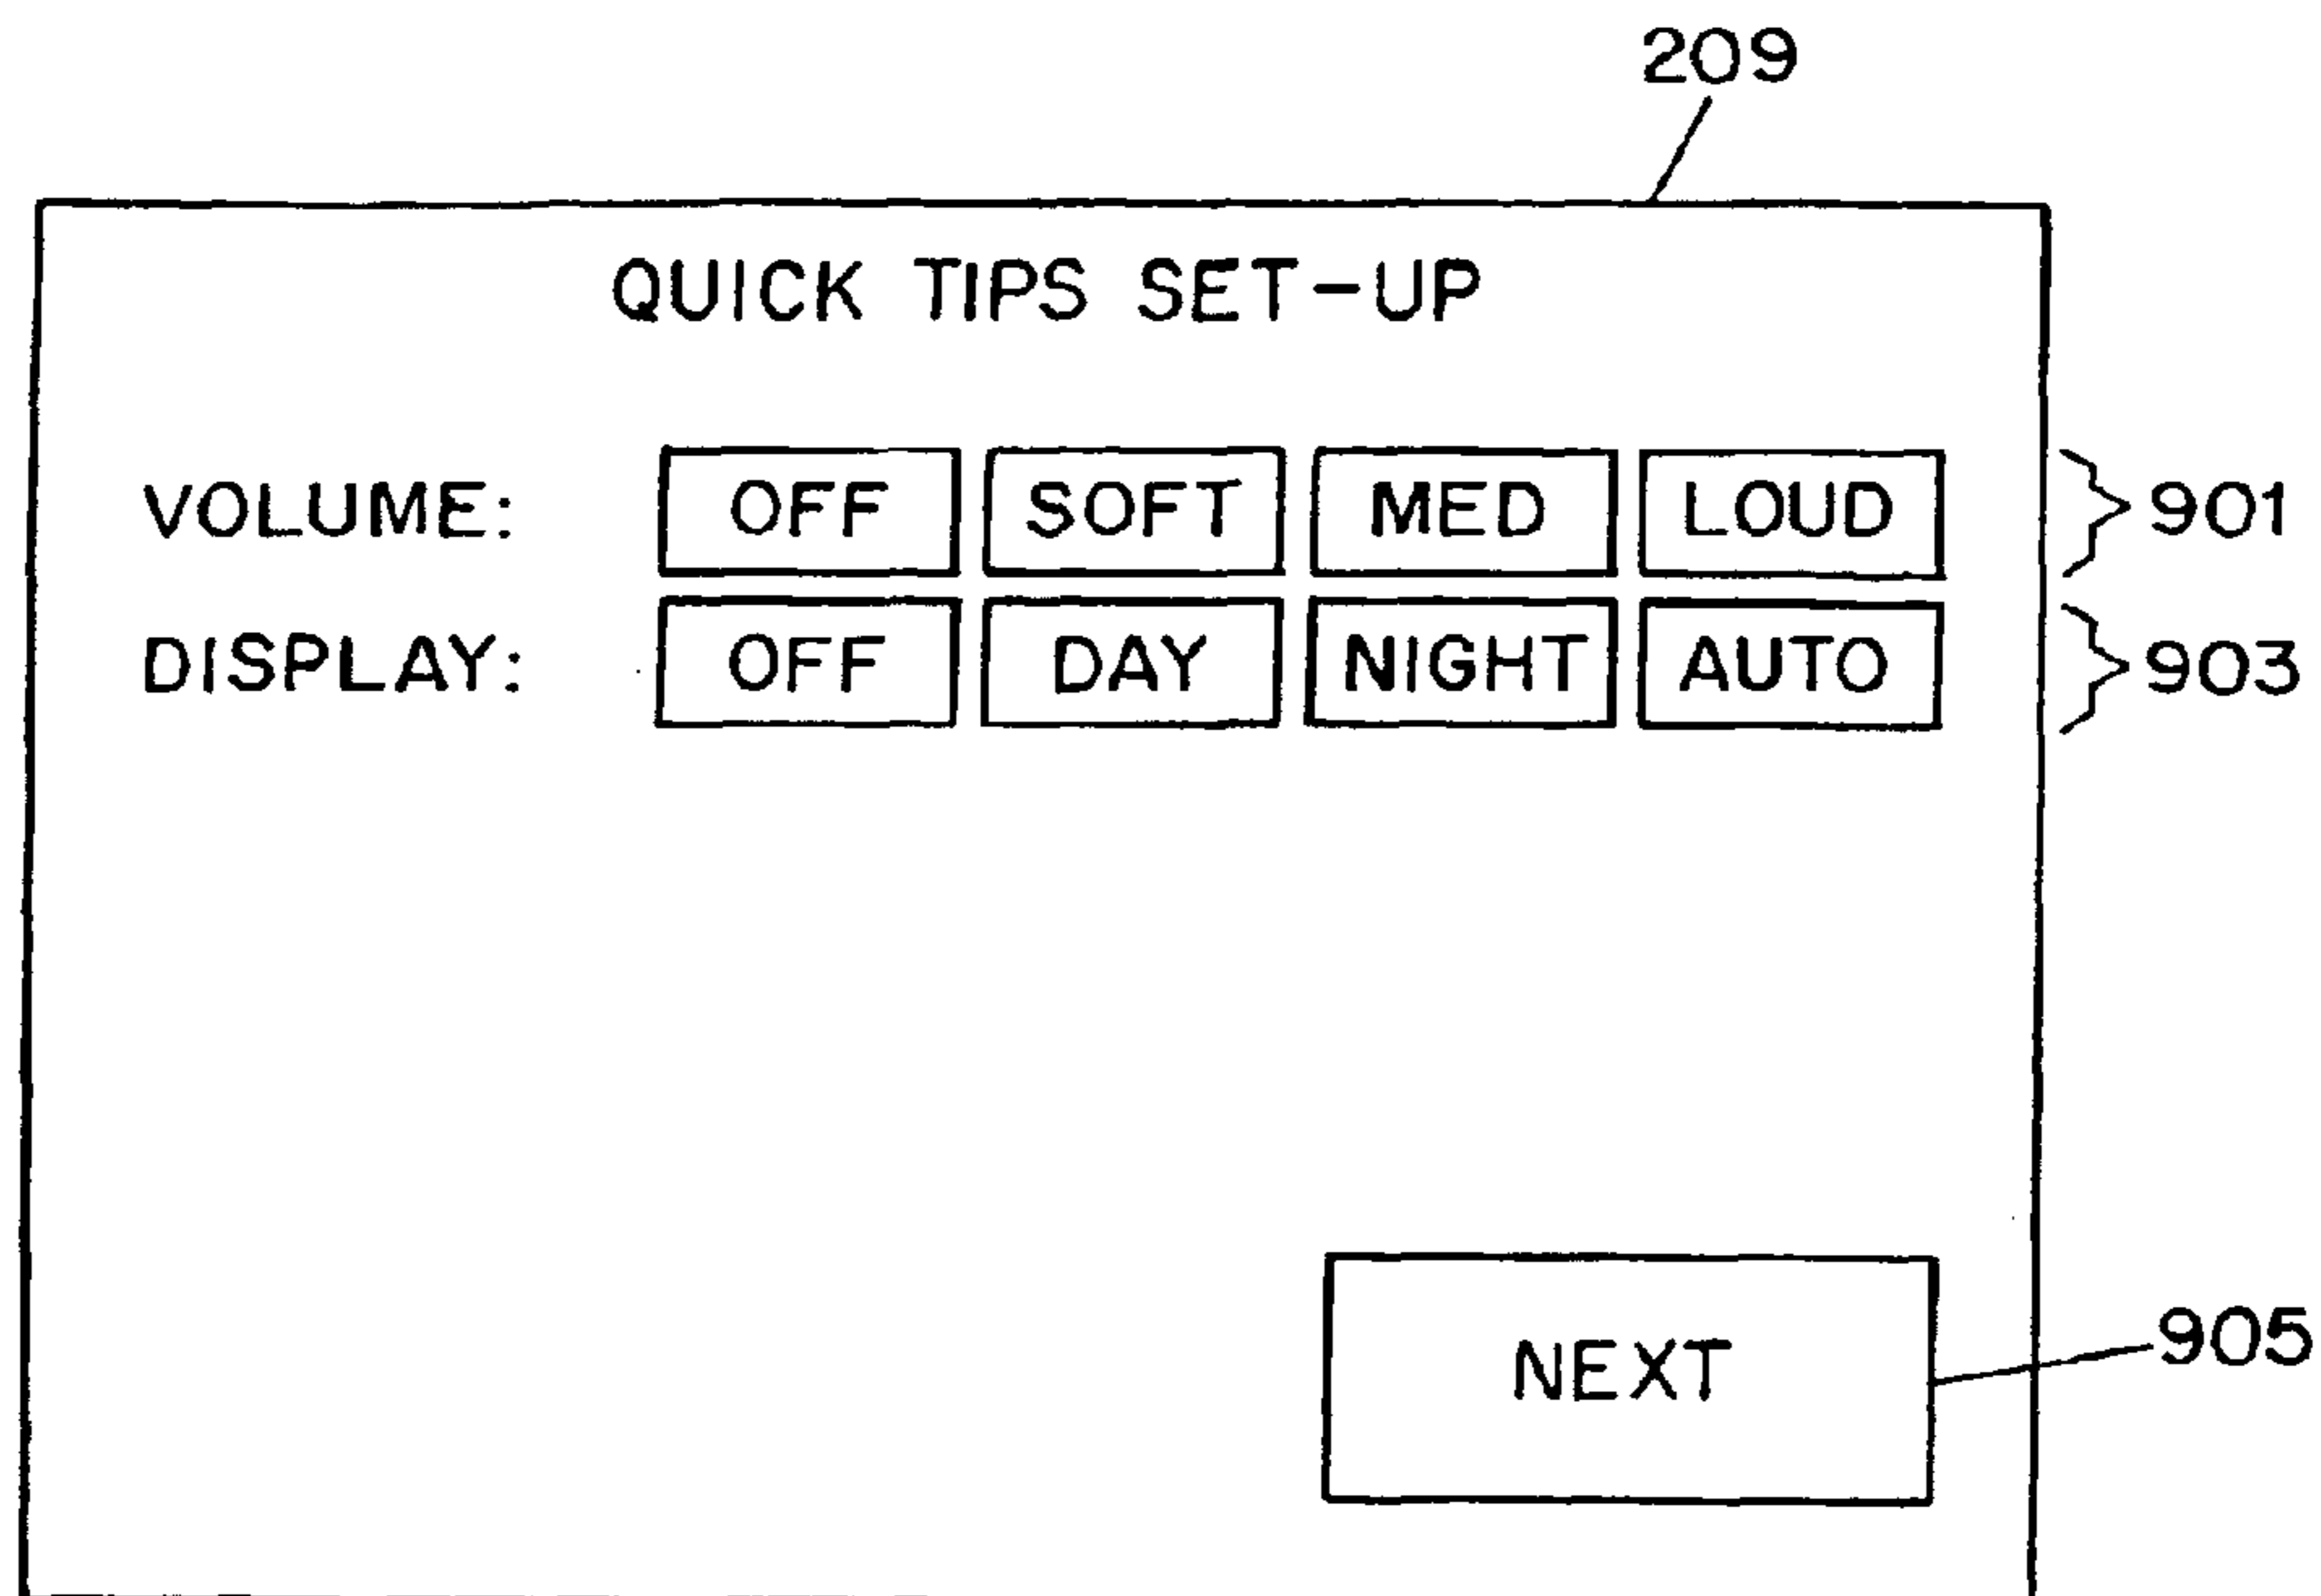 209
QUICK TIPS SET-UP
VOLUME: OFF SOFT MED LOUD 901
DISPLAY: OFF DAY NIGHT AUTO 903
NEXT 905